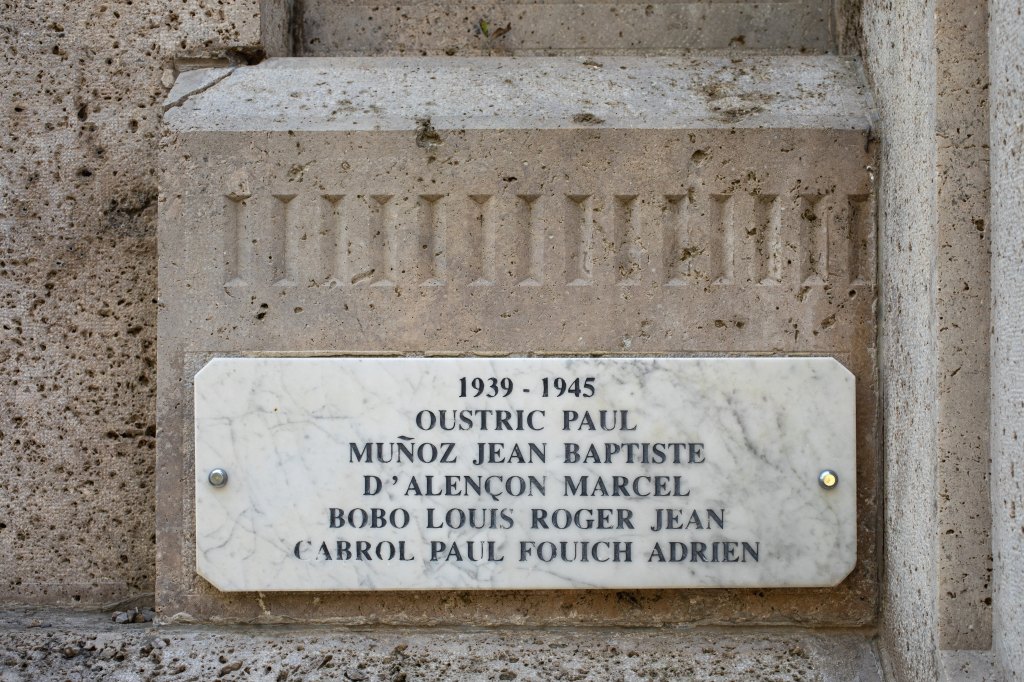 1939 - 1945
OUSTRIC PAUL
MUÑOZ JEAN BAPTISTE
D'ALENÇON MARCEL
BOBO LOUIS ROGER JEAN
CABROL PAUL FOUICH ADRIEN